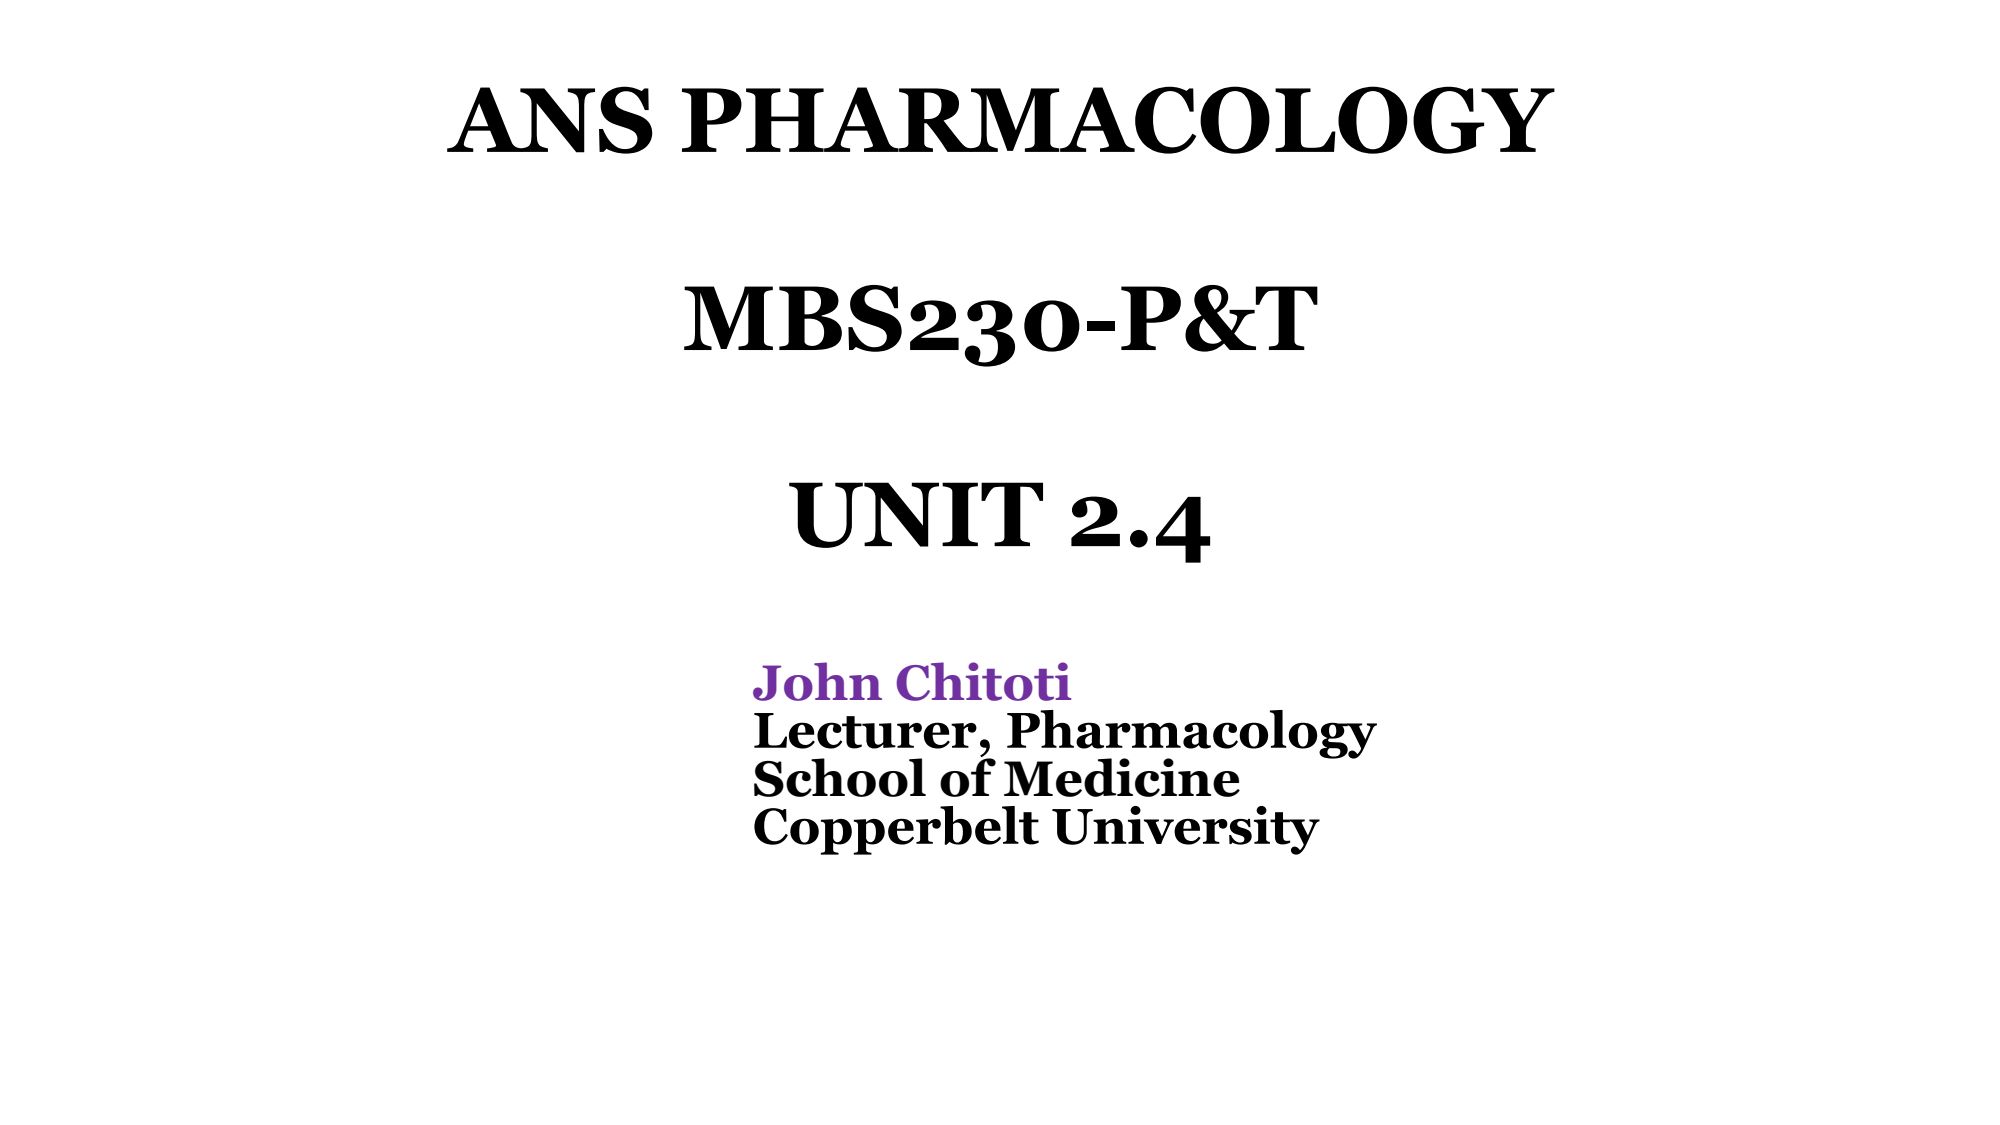 ANS PHARMACOLOGY
MBS230-P&T
UNIT 2.4
John Chitoti
Lecturer, Pharmacology
School of Medicine
Copperbelt University